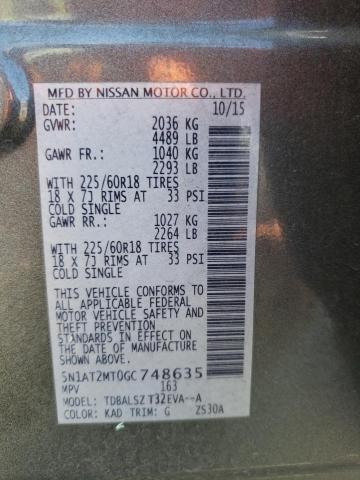 MFD BY NISSAN MOTOR CO., LTD.
DATE: 10/15
GVWR: 2036 KG
4489 LB
GAWR FR.: 1040 KG
2293 LB
WITH 225/60R18 TIRES
18 X 7J RIMS AT 33 PSI
COLD SINGLE
GAWR RR.: 1027 KG
2264 LB
WITH 225/60R18 TIRES
18 X 7J RIMS AT 33 PSI
COLD SINGLE
THIS VEHICLE CONFORMS TO
ALL APPLICABLE FEDERAL
MOTOR VEHICLE SAFETY AND
THEFT PREVENTION
STANDARDS IN EFFECT ON THE
DATE OF MANUFACTURE
SHOWN ABOVE.
5N1AT2MT0GC748635
MPV 163
MODEL: TDBALSZ T32EVA--A
COLOR: KAD TRIM: G ZS30A